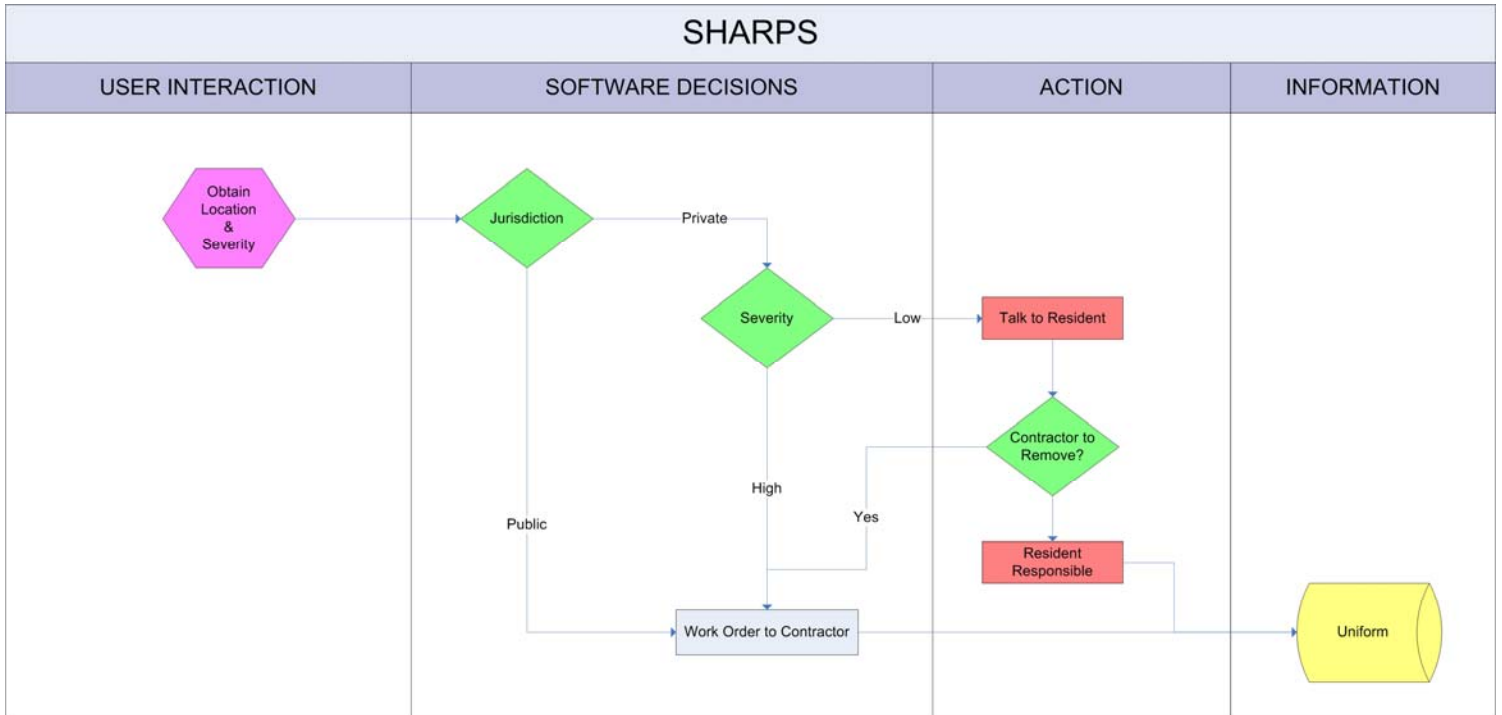 SHARPS
USER INTERACTION
SOFTWARE DECISIONS
ACTION
INFORMATION
Obtain
Location
&
Severity
Jurisdiction
Private
Severity
Low
Talk to Resident
Contractor to
Remove?
High
Yes
Public
Resident
Responsible
Work Order to Contractor
Uniform